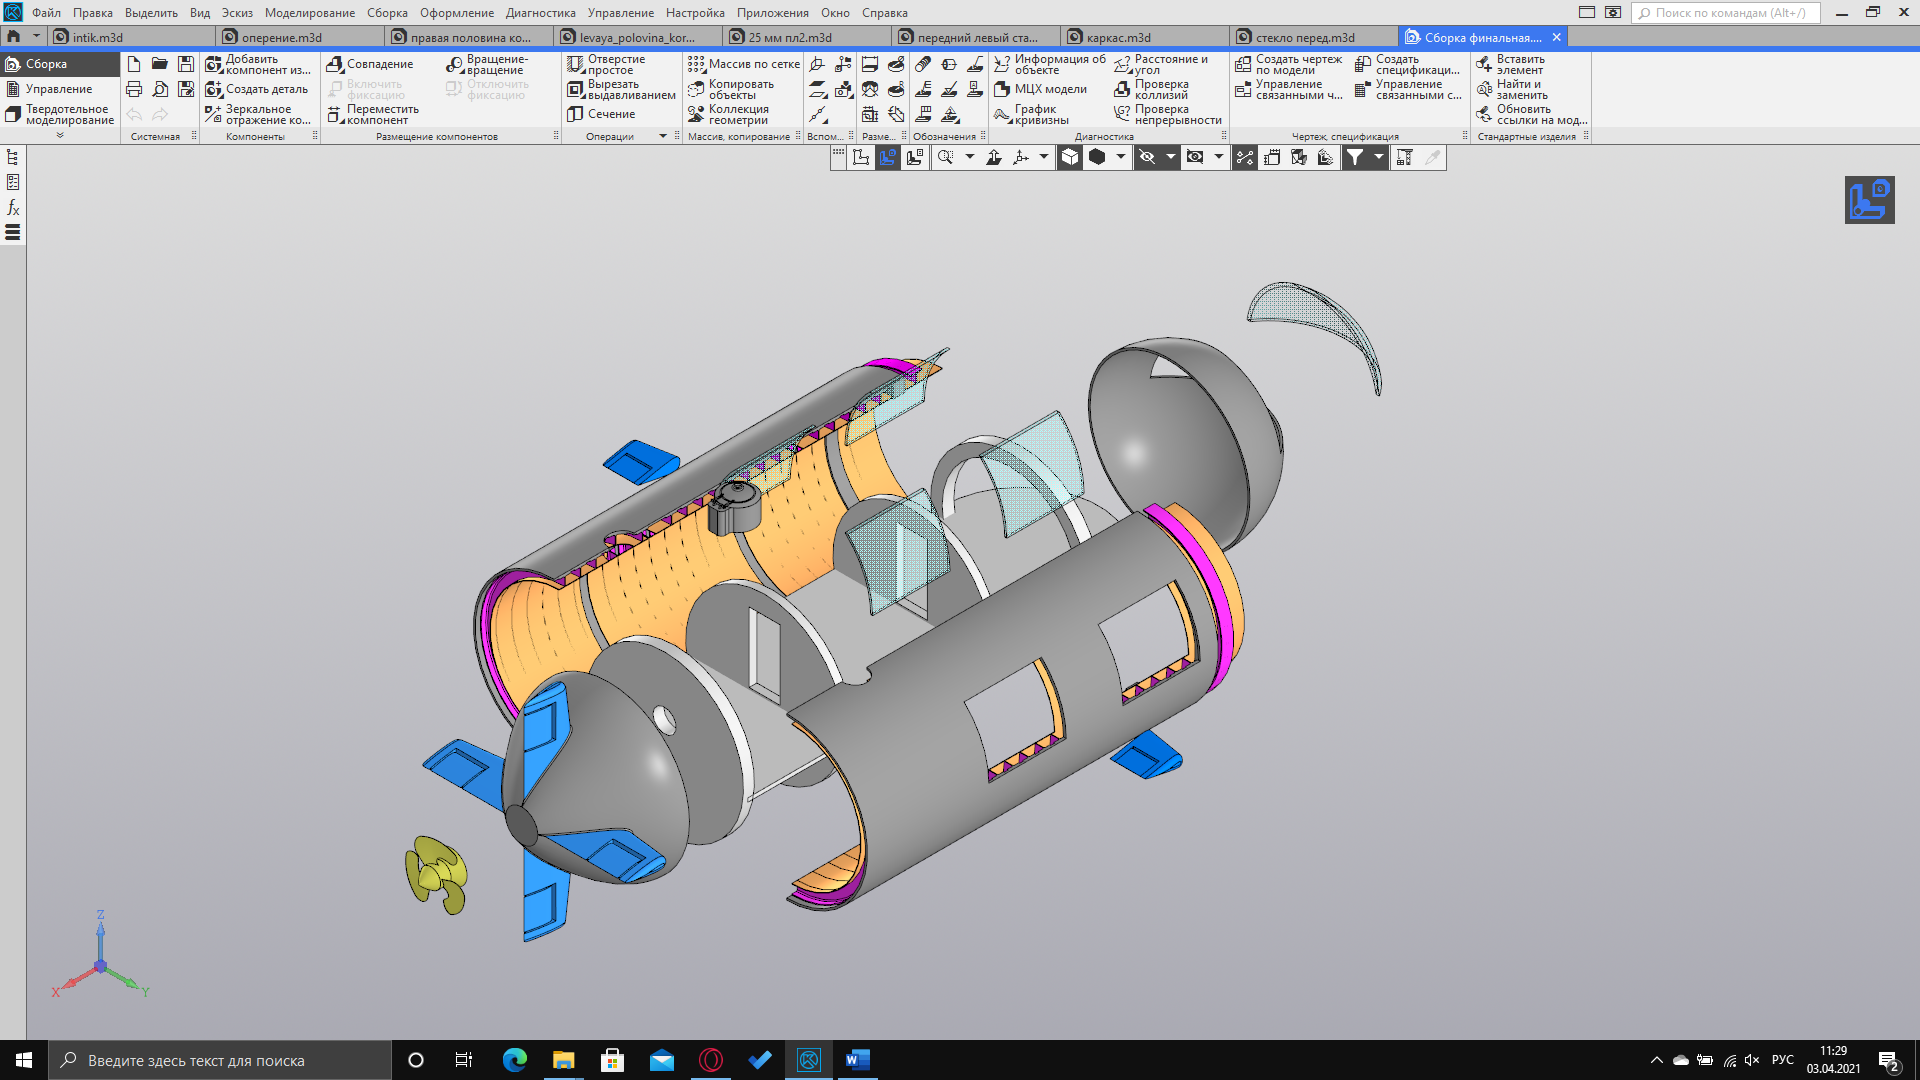 Файл Правка Выделить Вид Эскиз Моделирование Сборка Оформление Диагностика Управление Настройка Приложения Окно Справка
Поиск по командам (Alt+/)
intik.m3d
оперение.m3d
правая половина ко...
levaya_polovina_kor...
25 мм пл2.m3d
передний левый ста...
каркас.m3d
стекло перед.m3d
Сборка финальная....
Сборка
Управление
Твердотельное
моделирование
Системная
Добавить
компонент из...
Создать деталь
Зеркальное
отражение ко...
Компоненты
Совпадение
Включить
фиксацию
Переместить
компонент
Вращение-
вращение
Отключить
фиксацию
Размещение компонентов
Отверстие
простое
Вырезать
выдавливанием
Сечение
Операции
Массив по сетке
Копировать
объекты
Коллекция
геометрии
Массив, копирование
Вспом...
Разме...
Обозначения
Информация об
объекте
МЦХ модели
График
кривизны
Расстояние и
угол
Проверка
коллизий
Проверка
непрерывности
Диагностика
Создать чертеж
по модели
Управление
связанными ч...
Создать
спецификаци...
Управление
связанными с...
Чертеж, спецификация
Вставить
элемент
Найти и
заменить
Обновить
ссылки на мод...
Стандартные изделия
fx
Z
X
Y
Введите здесь текст для поиска
РУС
11:29
03.04.2021
2